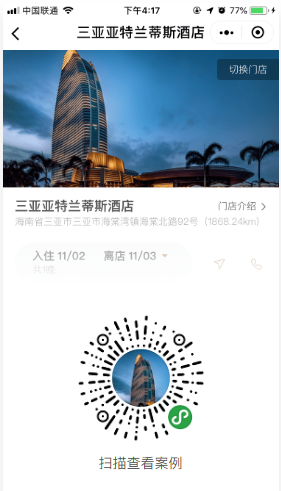 中国联通 下午4:17 77%
三亚亚特兰蒂斯酒店
切换门店
三亚亚特兰蒂斯酒店 门店介绍
海南省三亚市三亚市海棠湾镇海棠北路92号（1868.24km）
入住 11/02 离店 11/03
共1晚
扫描查看案例